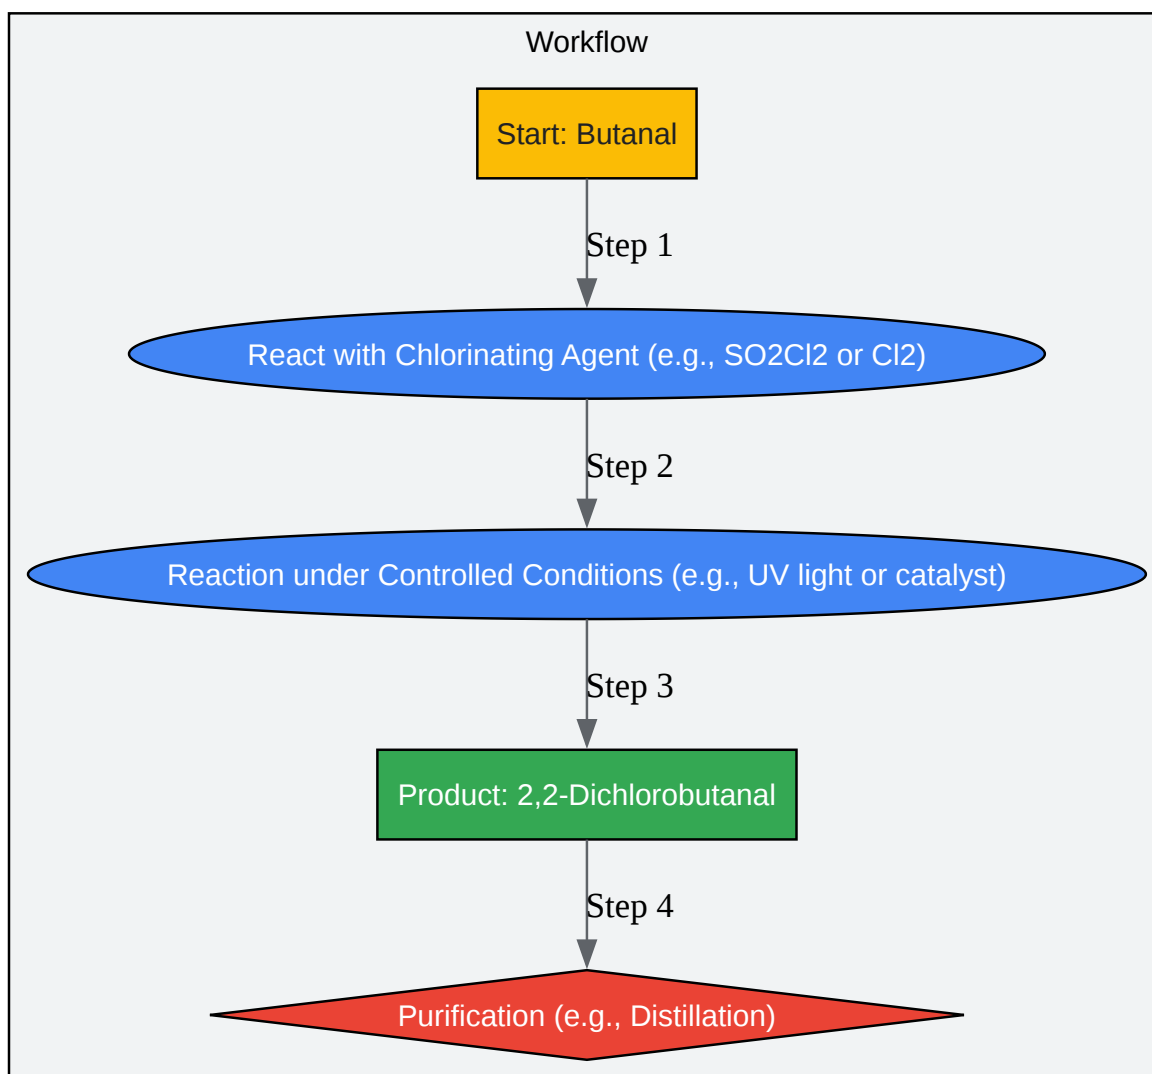 Workflow
Start: Butanal
Step 1
React with Chlorinating Agent (e.g., SO2Cl2 or Cl2)
Step 2
Reaction under Controlled Conditions (e.g., UV light or catalyst)
Step 3
Product: 2,2-Dichlorobutanal
Step 4
Purification (e.g., Distillation)